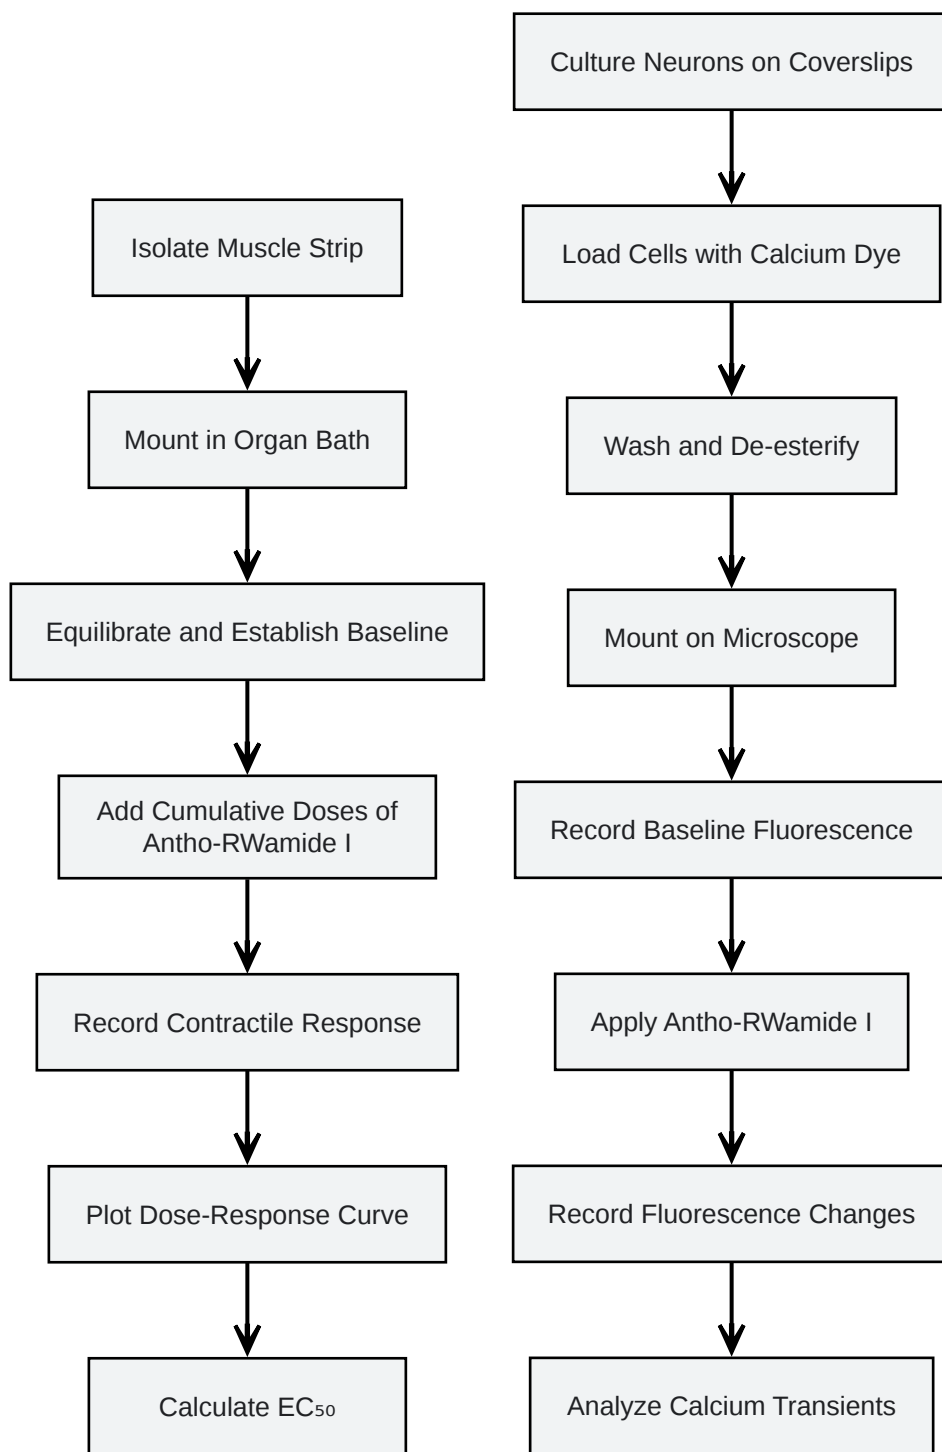 Isolate Muscle Strip
Mount in Organ Bath
Equilibrate and Establish Baseline
Add Cumulative Doses of
Antho-RWamide I
Record Contractile Response
Plot Dose-Response Curve
Calculate EC₅₀
Culture Neurons on Coverslips
Load Cells with Calcium Dye
Wash and De-esterify
Mount on Microscope
Record Baseline Fluorescence
Apply Antho-RWamide I
Record Fluorescence Changes
Analyze Calcium Transients